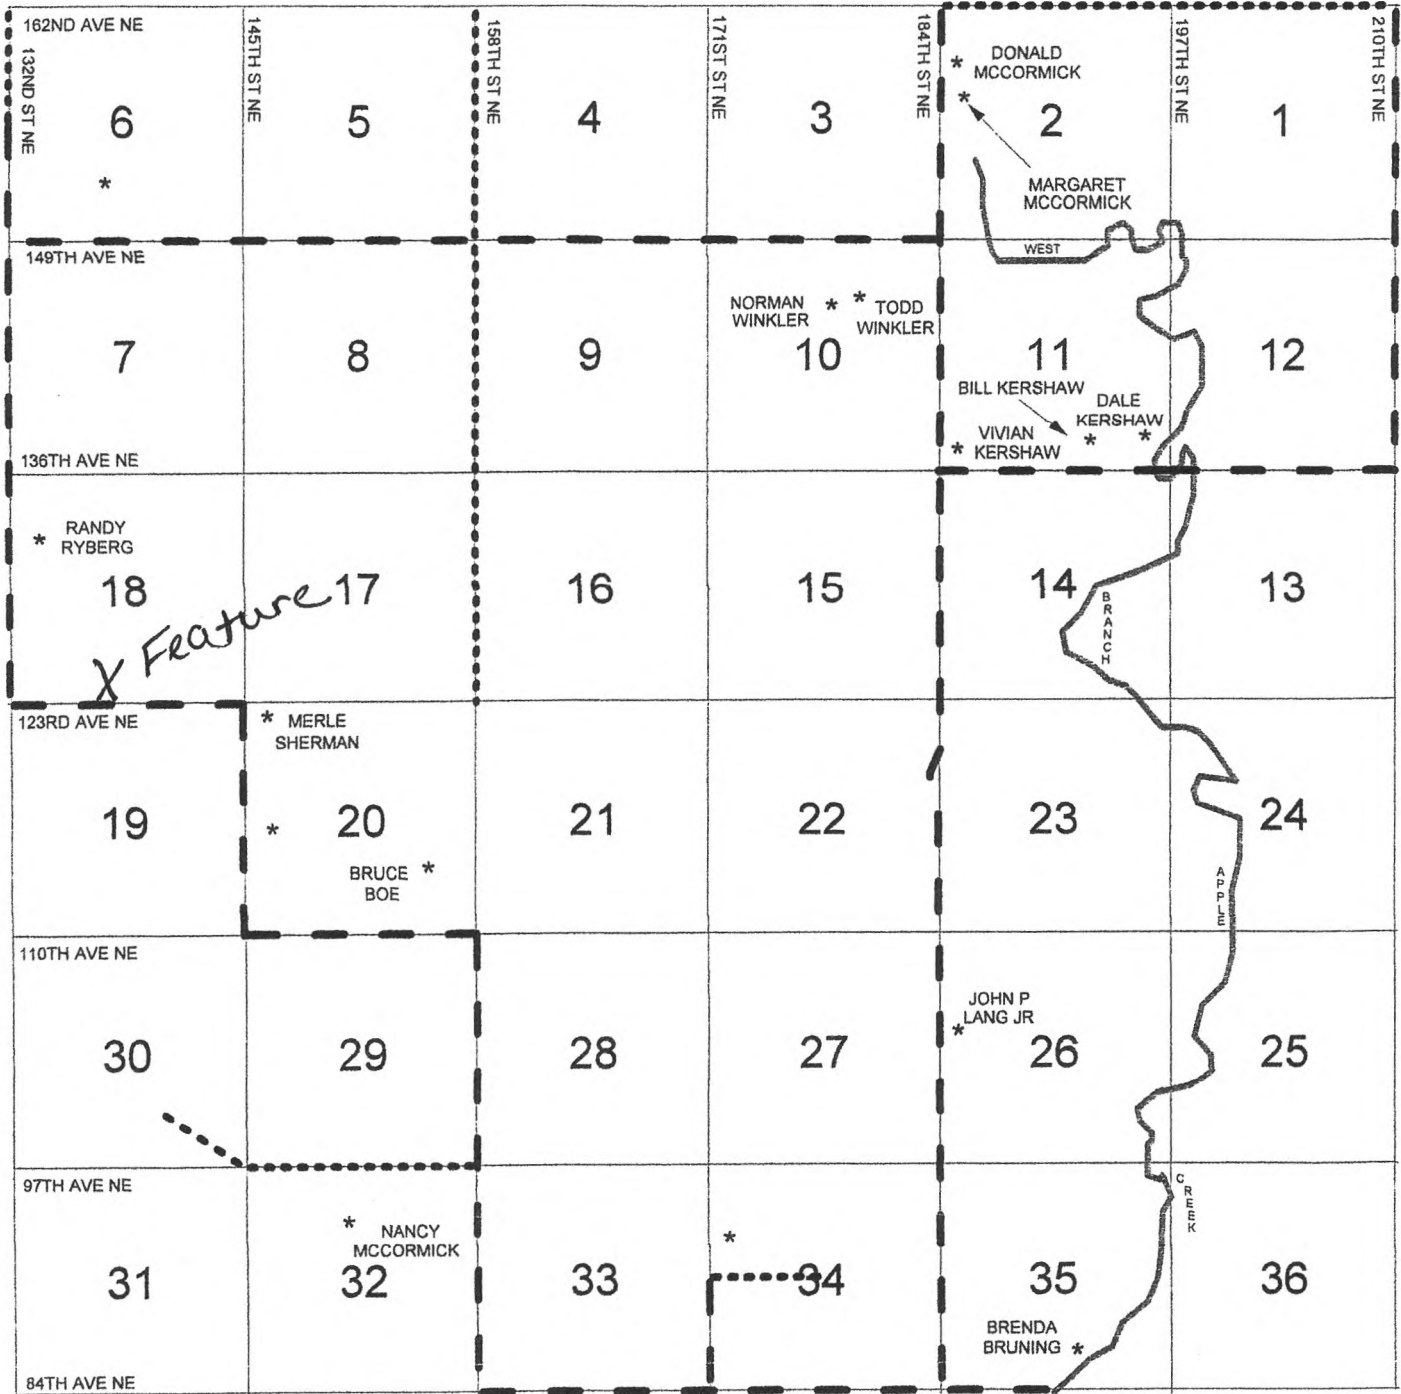 162ND AVE NE
132ND ST NE
145TH ST NE
158TH ST NE
171ST ST NE
184TH ST NE
197TH ST NE
210TH ST NE
6
5
4
3
2
1
DONALD
MCCORMICK
MARGARET
MCCORMICK
149TH AVE NE
WEST
7
8
9
10
11
12
NORMAN
WINKLER
TODD
WINKLER
BILL KERSHAW
DALE
KERSHAW
VIVIAN
KERSHAW
136TH AVE NE
RANDY
RYBERG
18
17
16
15
14
13
X Feature
BRANCH
123RD AVE NE
MERLE
SHERMAN
19
20
21
22
23
24
BRUCE
BOE
APPLE
110TH AVE NE
JOHN P
LANG JR
30
29
28
27
26
25
97TH AVE NE
CREEK
NANCY
MCCORMICK
31
32
33
34
35
36
BRENDA
BRUNING
84TH AVE NE